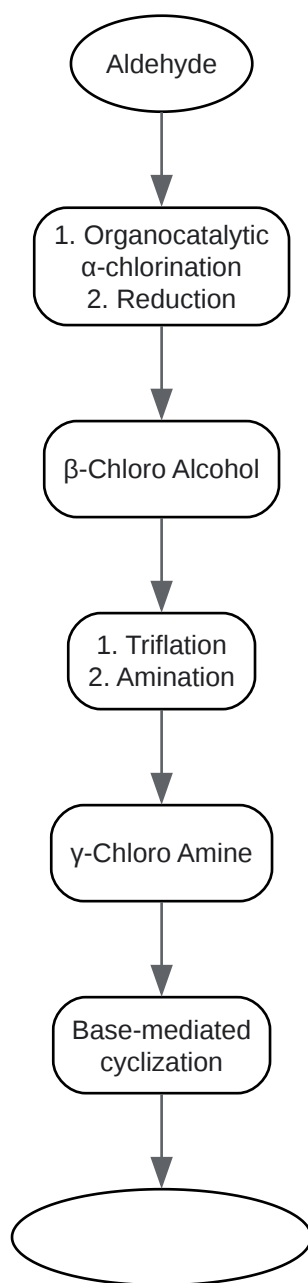 Aldehyde
1. Organocatalytic
α-chlorination
2. Reduction
β-Chloro Alcohol
1. Triflation
2. Amination
γ-Chloro Amine
Base-mediated
cyclization